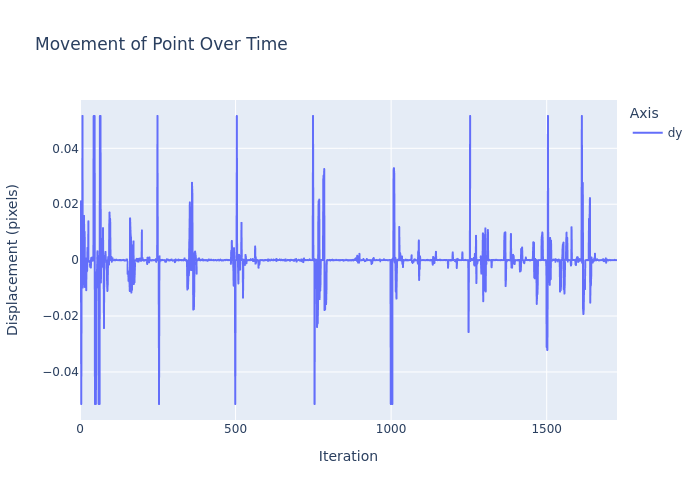 Movement of Point Over Time
Axis
dy
Displacement (pixels)
0.04
0.02
0
−0.02
−0.04
0
500
1000
1500
Iteration